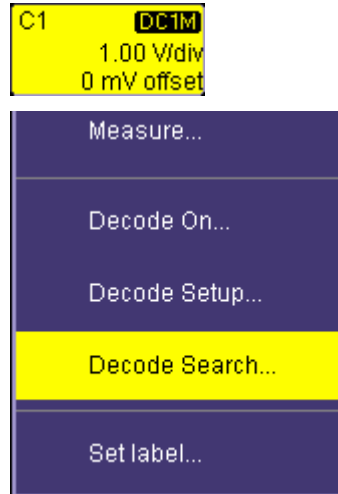 C1 DC1M
1.00 V/div
0 mV offset
Measure...
Decode On...
Decode Setup...
Decode Search...
Set label...